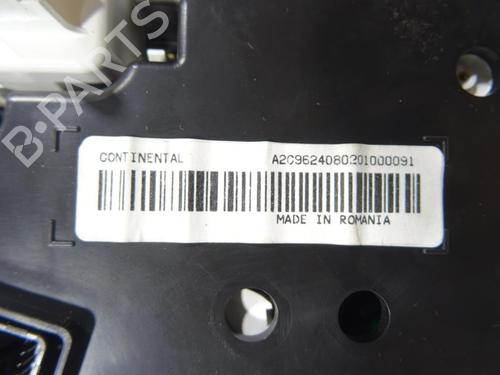 B-PARTS
CONTINENTAL A2C9624080201000091
MADE IN ROMANIA